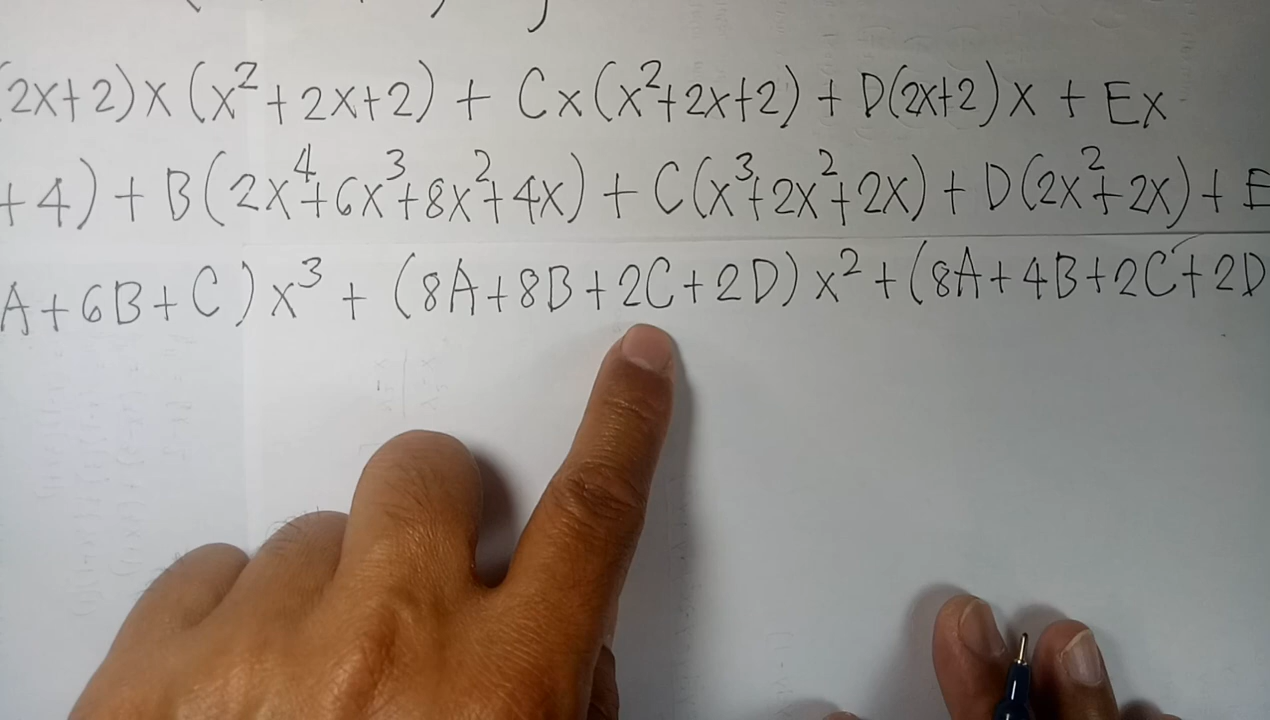 (2x+2)x(x²+2x+2) + Cx(x²+2x+2) + D(2x+2)x + Ex
+4) + B(2x⁴+6x³+8x²+4x) + C(x³+2x²+2x) + D(2x²+2x) + E
A+6B+C)x³ + (8A+8B+2C+2D)x² + (8A+4B+2C+2D